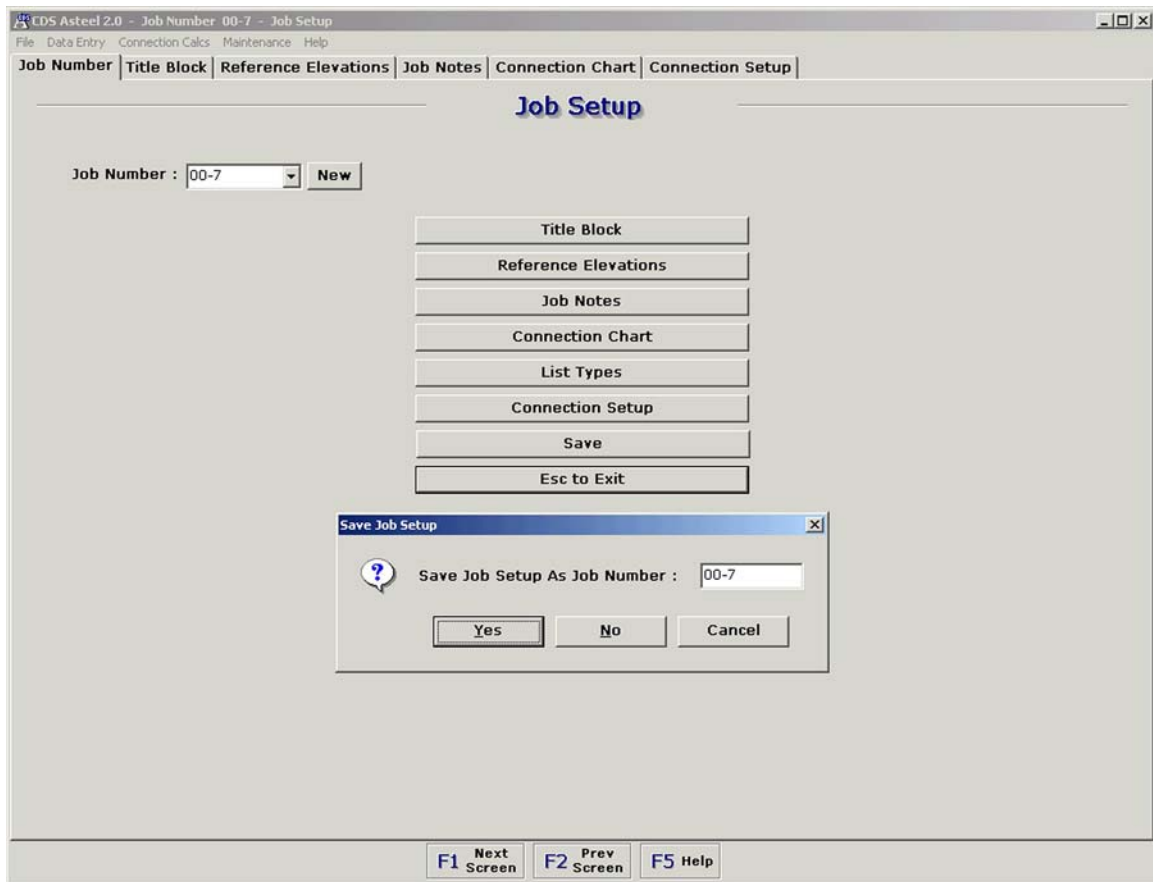 CDS Asteel 2.0 - Job Number 00-7 - Job Setup
File Data Entry Connection Calcs Maintenance Help
Job Number Title Block Reference Elevations Job Notes Connection Chart Connection Setup
Job Setup
Job Number : 00-7 New
Title Block
Reference Elevations
Job Notes
Connection Chart
List Types
Connection Setup
Save
Esc to Exit
Save Job Setup
Save Job Setup As Job Number : 00-7
Yes No Cancel
F1 Next Screen F2 Prev Screen F5 Help